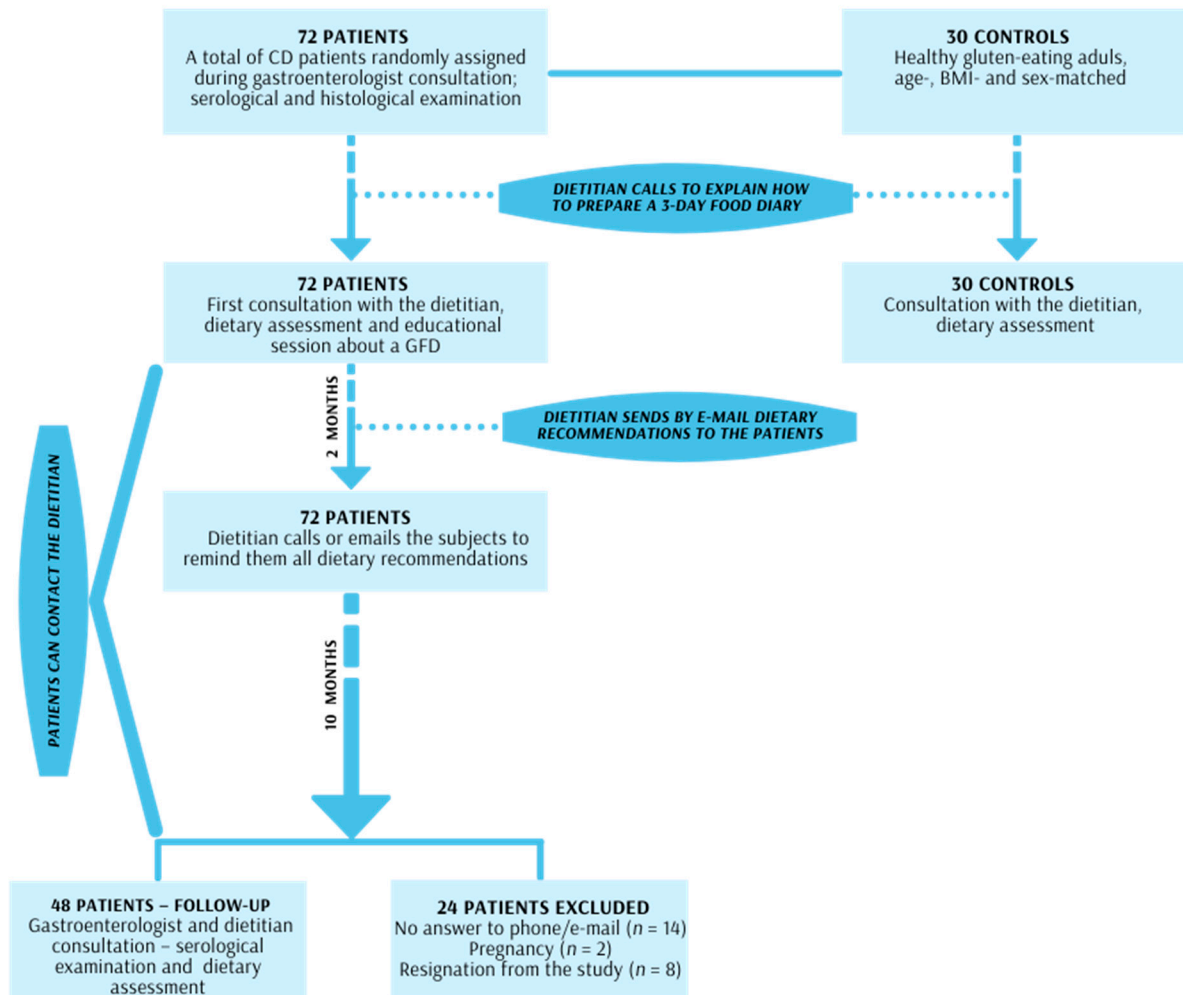 72 PATIENTS
A total of CD patients randomly assigned
during gastroenterologist consultation;
serological and histological examination
30 CONTROLS
Healthy gluten-eating aduls,
age-, BMI- and sex-matched
DIETITIAN CALLS TO EXPLAIN HOW
TO PREPARE A 3-DAY FOOD DIARY
72 PATIENTS
First consultation with the dietitian,
dietary assessment and educational
session about a GFD
30 CONTROLS
Consultation with the dietitian,
dietary assessment
2 MONTHS
DIETITIAN SENDS BY E-MAIL DIETARY
RECOMMENDATIONS TO THE PATIENTS
PATIENTS CAN CONTACT THE DIETITIAN
72 PATIENTS
Dietitian calls or emails the subjects to
remind them all dietary recommendations
10 MONTHS
48 PATIENTS – FOLLOW-UP
Gastroenterologist and dietitian
consultation – serological
examination and dietary
assessment
24 PATIENTS EXCLUDED
No answer to phone/e-mail (n = 14)
Pregnancy (n = 2)
Resignation from the study (n = 8)